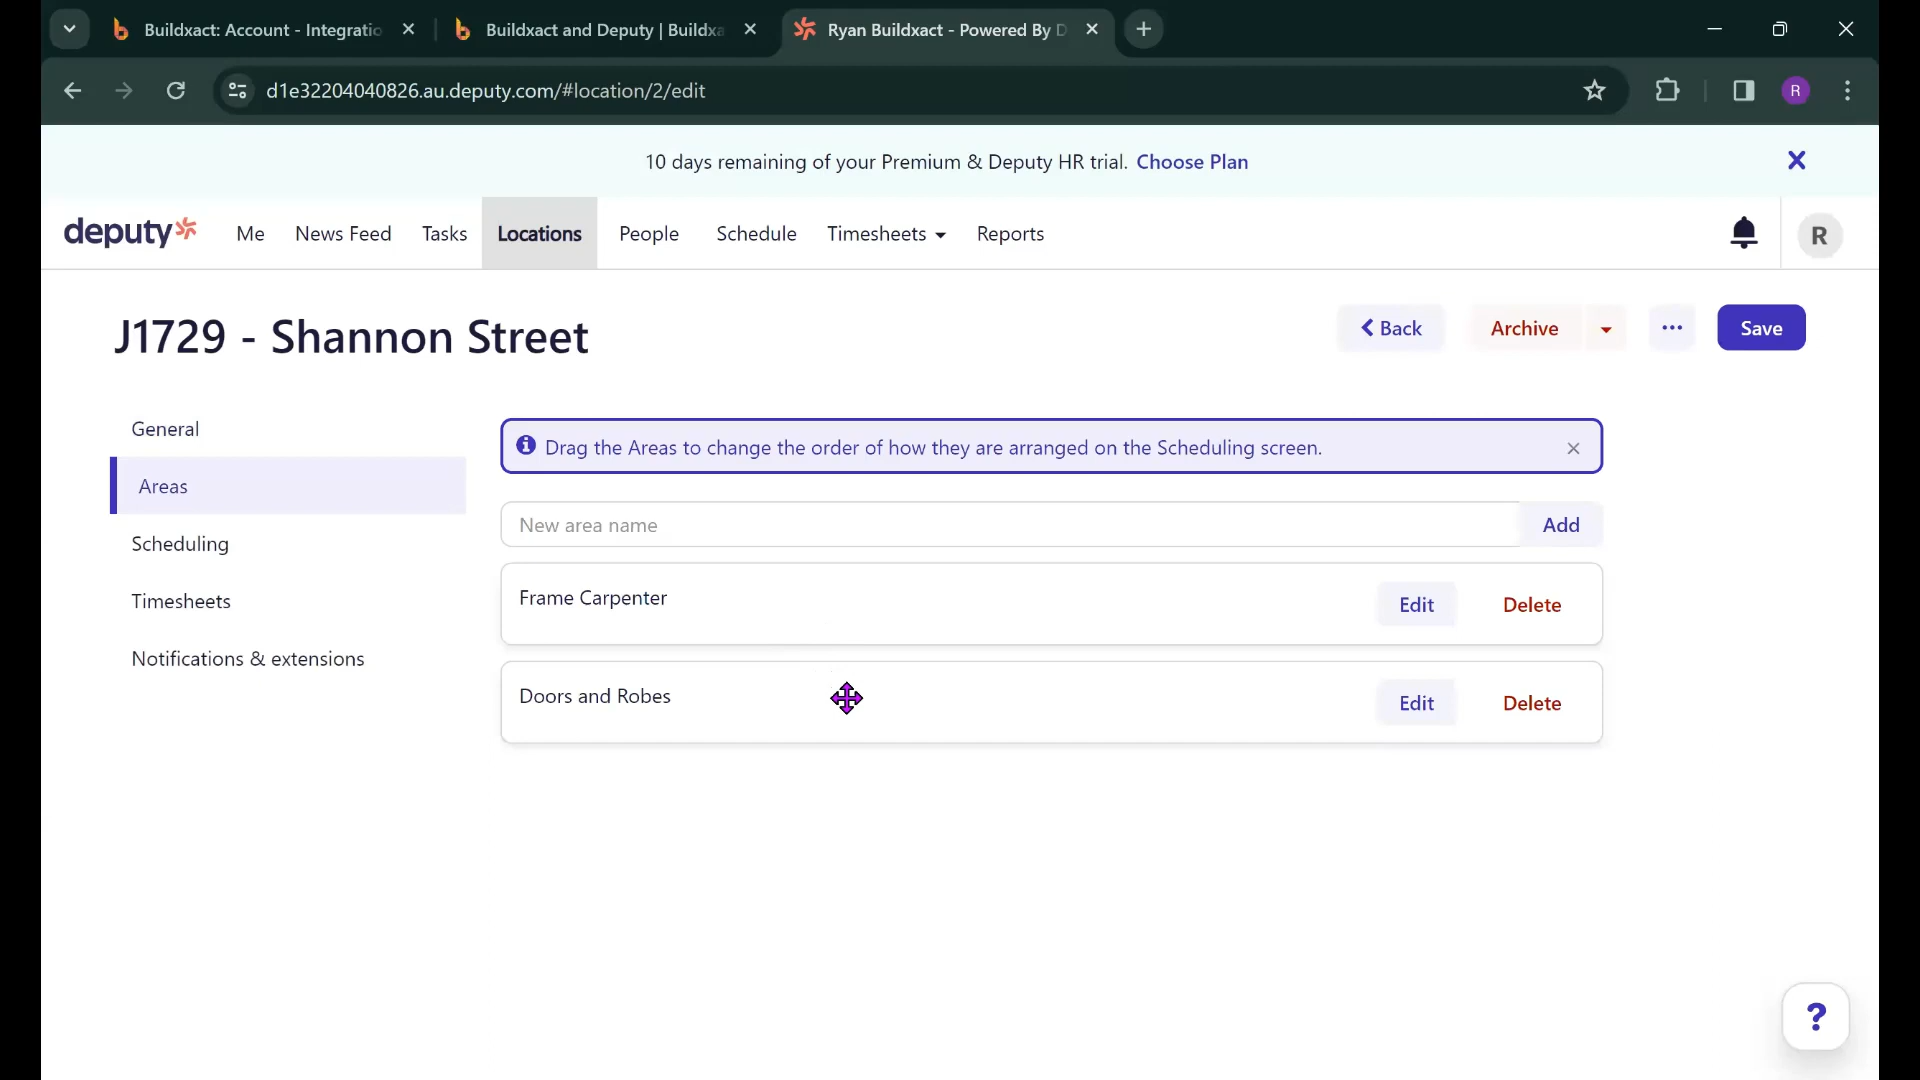 Buildxact: Account - Integratio
Buildxact and Deputy | Buildxa
Ryan Buildxact - Powered By D
d1e32204040826.au.deputy.com/#location/2/edit
R
10 days remaining of your Premium & Deputy HR trial. Choose Plan
deputy
Me
News Feed
Tasks
Locations
People
Schedule
Timesheets
Reports
R
J1729 - Shannon Street
Back
Archive
Save
General
Areas
Scheduling
Timesheets
Notifications & extensions
Drag the Areas to change the order of how they are arranged on the Scheduling screen.
New area name
Add
Frame Carpenter
Edit
Delete
Doors and Robes
Edit
Delete
?